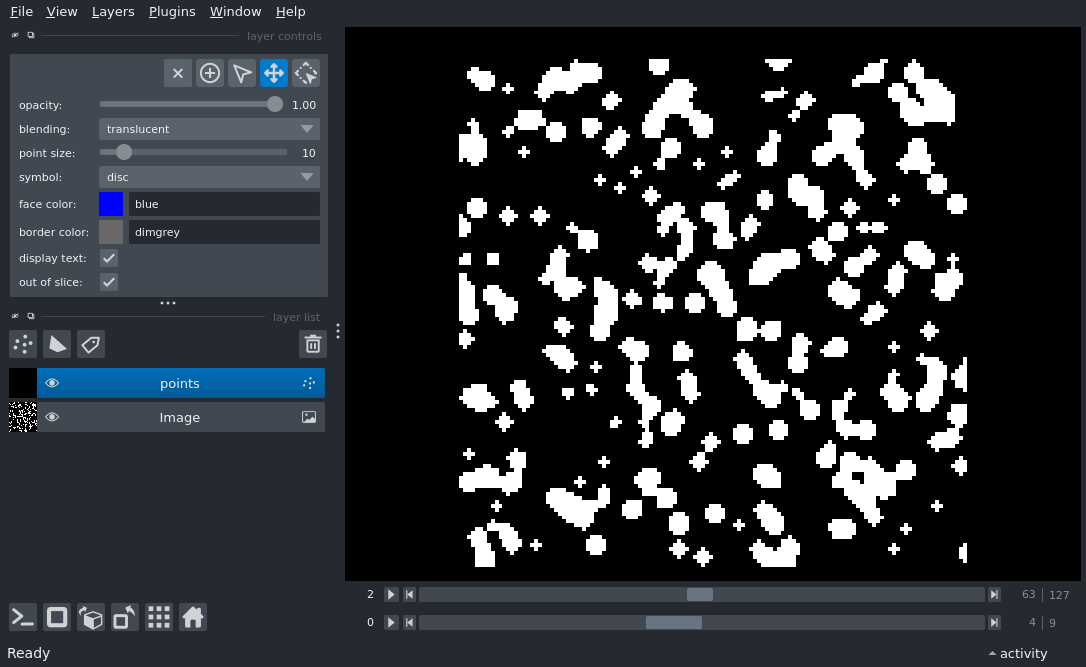 File View Layers Plugins Window Help
layer controls
opacity: 1.00
blending: translucent
point size: 10
symbol: disc
face color: blue
border color: dimgrey
display text:
out of slice:
layer list
points
Image
2 63 127
0 4 9
Ready activity